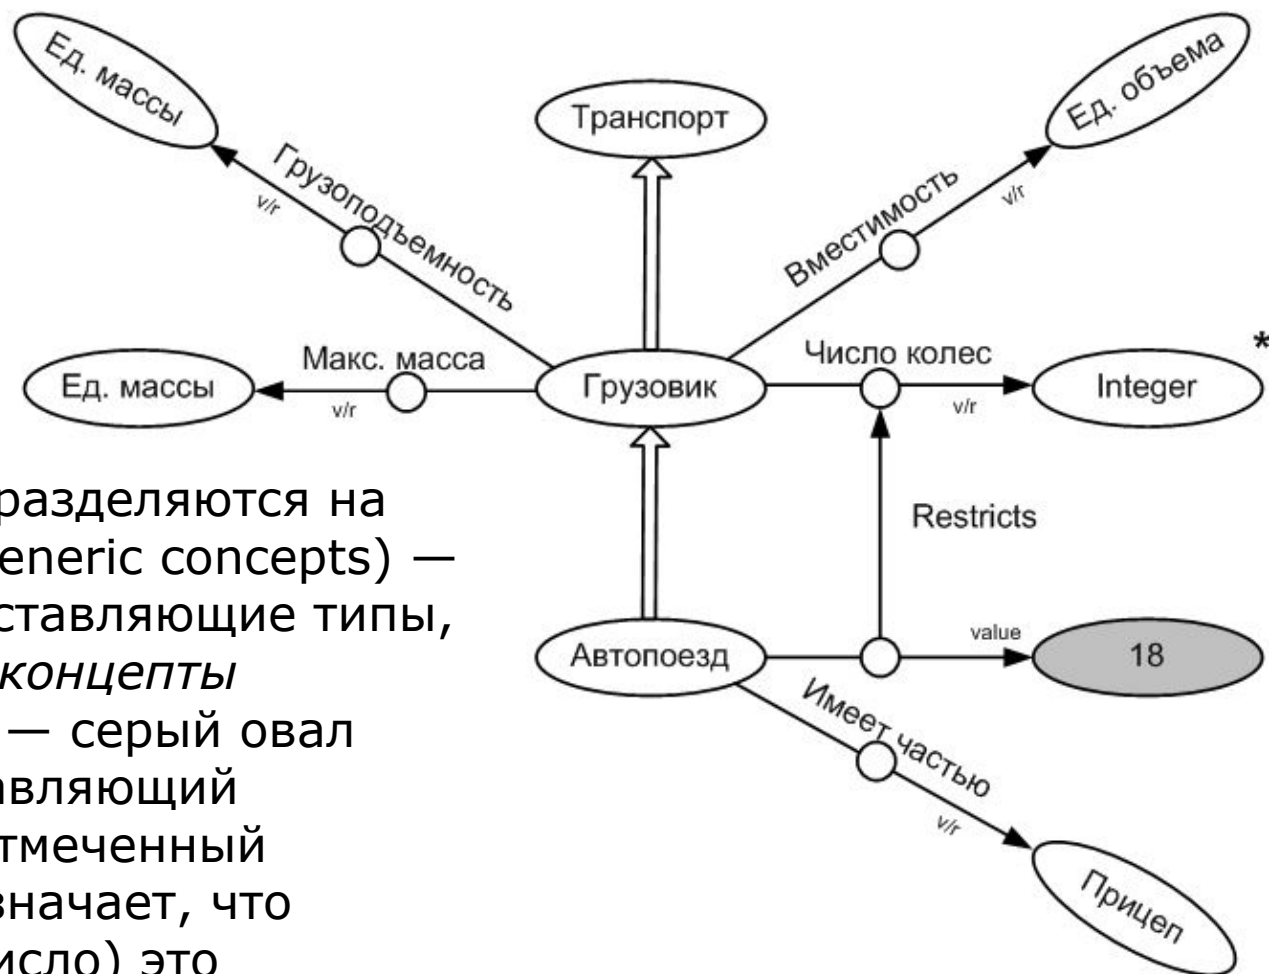 Ед. массы
Транспорт
Ед. объема
Грузоподъемность
v/r
Вместимость
v/r
Макс. масса
v/r
Ед. массы
Грузовик
Число колес
v/r
Integer
*
Restricts
Автопоезд
value
18
Имеет частью
v/r
Прицеп
разделяются на
eneric concepts) —
ставляющие типы,
концепты
— серый овал
авляющий
тмеченный
значает, что
исло) это